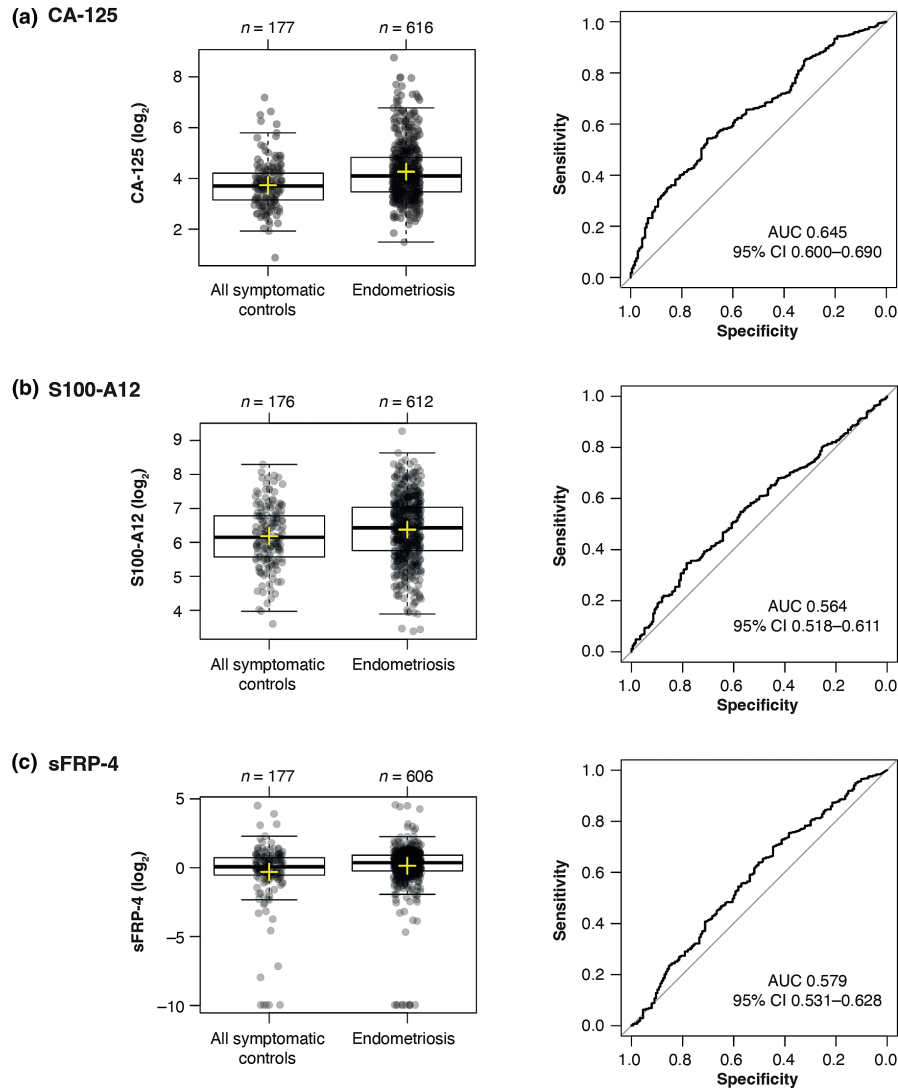 (a) CA-125
n = 177 n = 616
CA-125 (log2)
8
6
4
2
All symptomatic controls
Endometriosis
Sensitivity
1.0
0.8
0.6
0.4
0.2
0.0
AUC 0.645
95% CI 0.600–0.690
1.0 0.8 0.6 0.4 0.2 0.0
Specificity
(b) S100-A12
n = 176 n = 612
S100-A12 (log2)
9
8
7
6
5
4
All symptomatic controls
Endometriosis
Sensitivity
1.0
0.8
0.6
0.4
0.2
0.0
AUC 0.564
95% CI 0.518–0.611
1.0 0.8 0.6 0.4 0.2 0.0
Specificity
(c) sFRP-4
n = 177 n = 606
sFRP-4 (log2)
5
0
–5
–10
All symptomatic controls
Endometriosis
Sensitivity
1.0
0.8
0.6
0.4
0.2
0.0
AUC 0.579
95% CI 0.531–0.628
1.0 0.8 0.6 0.4 0.2 0.0
Specificity